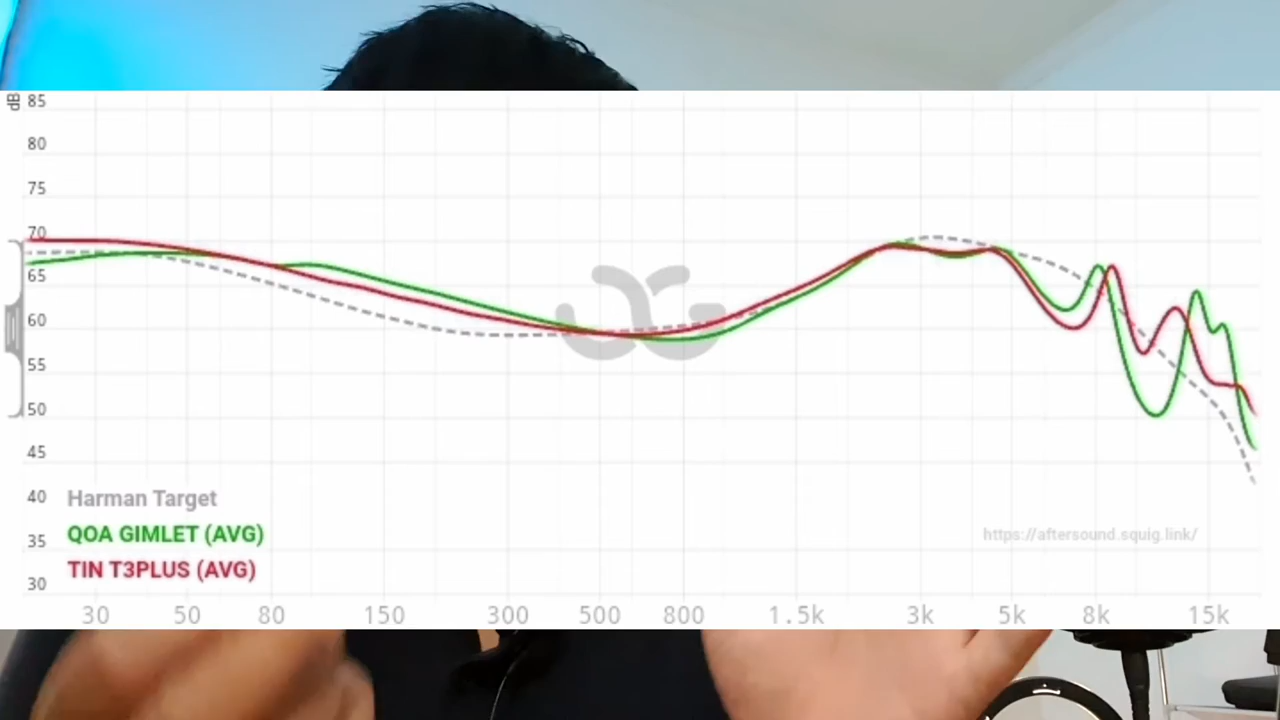 dB
85
80
75
70
65
60
55
50
45
40
35
30
Harman Target
QOA GIMLET (AVG)
TIN T3PLUS (AVG)
https://aftersound.squig.link/
30 50 80 150 300 500 800 1.5k 3k 5k 8k 15k